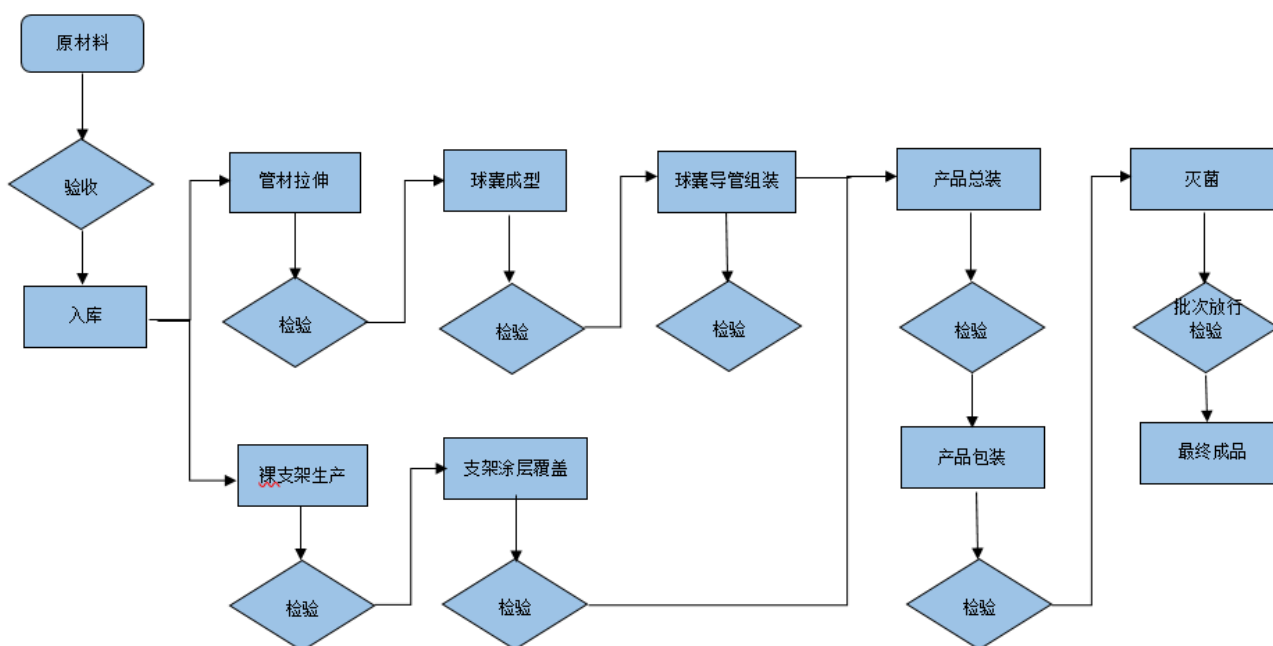 原材料
验收
入库
管材拉伸
检验
球囊成型
检验
球囊导管组装
检验
裸支架生产
检验
支架涂层覆盖
检验
产品总装
检验
产品包装
检验
灭菌
批次放行
检验
最终成品